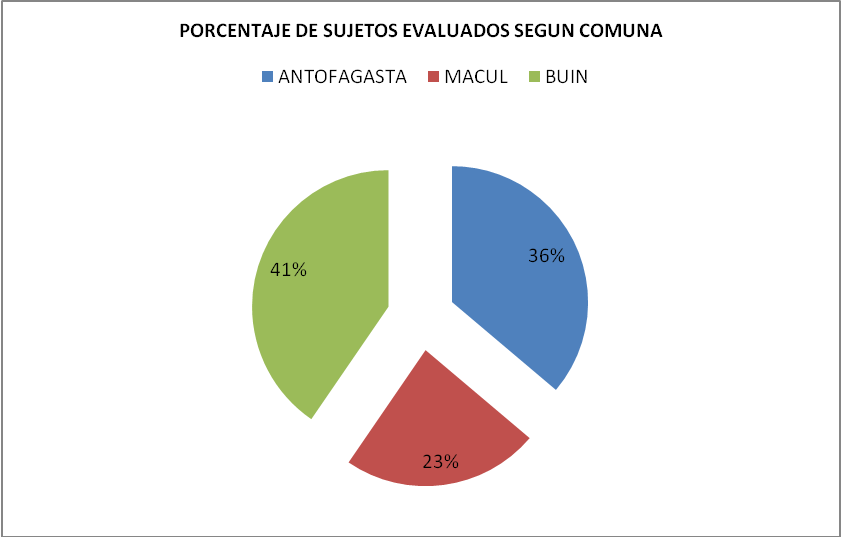 PORCENTAJE DE SUJETOS EVALUADOS SEGUN COMUNA
ANTOFAGASTA MACUL BUIN
36%
41%
23%